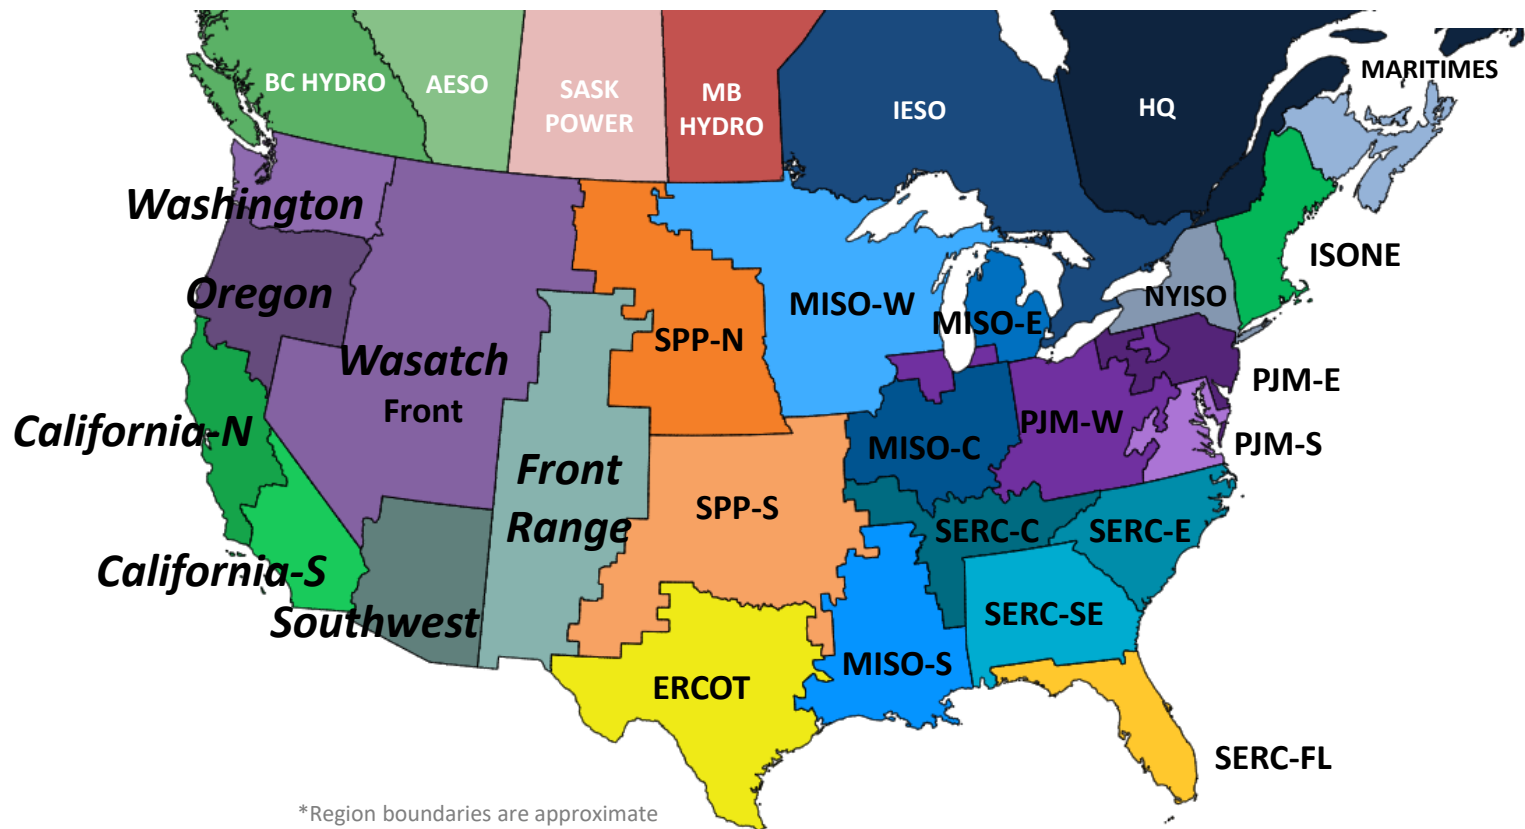 MARITIMES
BC HYDRO
AESO
SASK
POWER
MB
HYDRO
IESO
HQ
Washington
ISONE
Oregon
NYISO
MISO-W
MISO-E
SPP-N
Wasatch
Front
PJM-E
California-N
PJM-W
PJM-S
MISO-C
Front
Range
SPP-S
SERC-C
SERC-E
California-S
Southwest
SERC-SE
MISO-S
ERCOT
SERC-FL
*Region boundaries are approximate